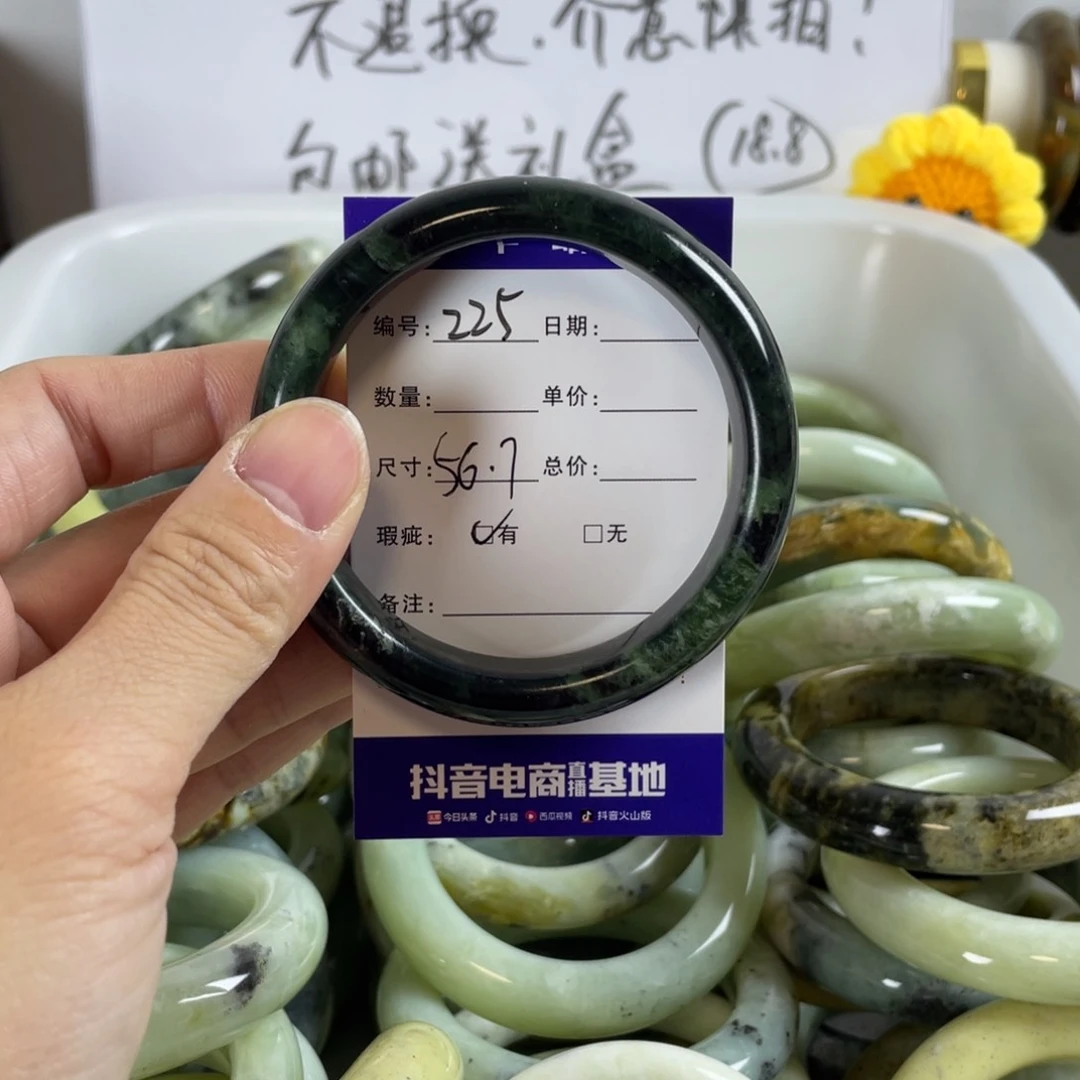 不退换.介意慎拍!
包邮送礼盒 (18.8)
编号: 225 日期:
数量: 单价:
尺寸: 56.7 总价:
瑕疵: ☑有 □无
备注:
抖音电商直播基地
头条 今日头条 抖音 西瓜视频 抖音火山版